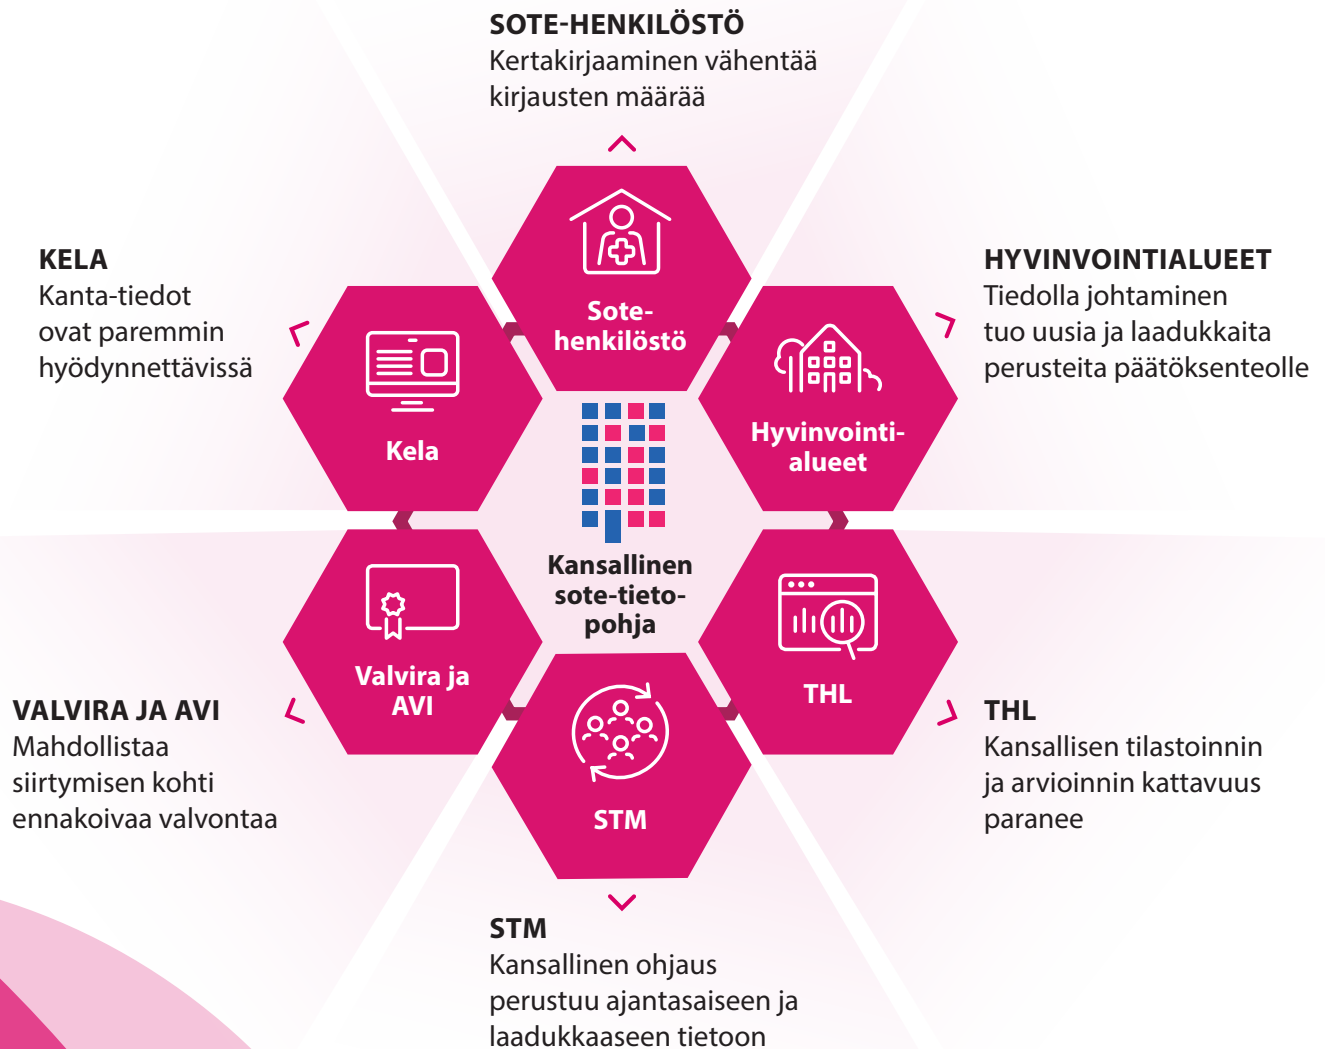 SOTE-HENKILÖSTÖ
Kertakirjaaminen vähentää
kirjausten määrää
KELA
Kanta-tiedot
ovat paremmin
hyödynnettävissä
HYVINVOINTIALUEET
Tiedolla johtaminen
tuo uusia ja laadukkaita
perusteita päätöksenteolle
Sote-
henkilöstö
Kela
Hyvinvointi-
alueet
Kansallinen
sote-tieto-
pohja
Valvira ja
AVI
THL
STM
VALVIRA JA AVI
Mahdollistaa
siirtymisen kohti
ennakoivaa valvontaa
THL
Kansallisen tilastoinnin
ja arvioinnin kattavuus
paranee
STM
Kansallinen ohjaus
perustuu ajantasaiseen ja
laadukkaaseen tietoon